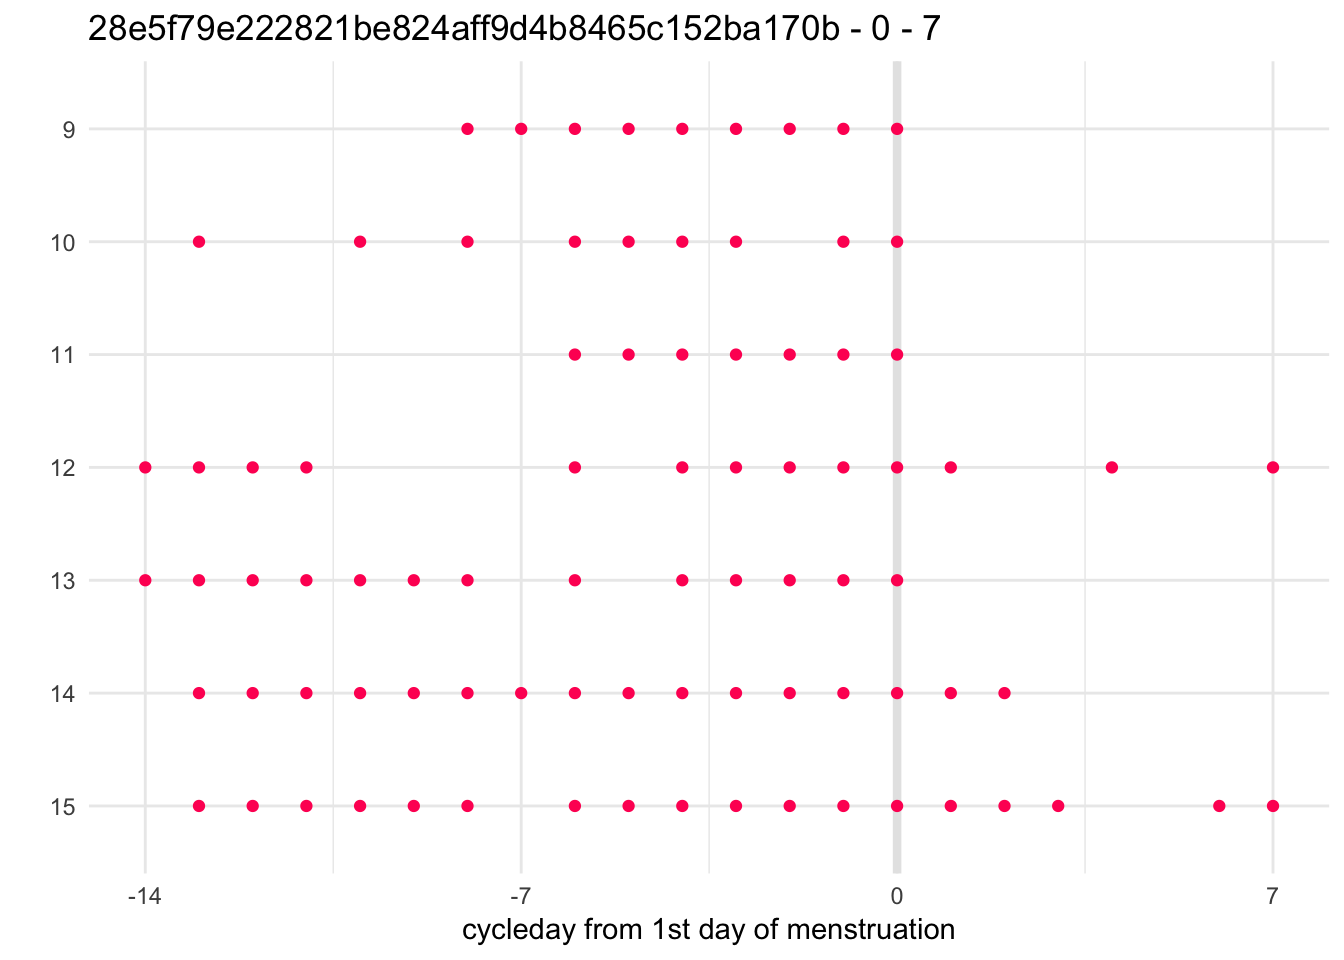 28e5f79e222821be824aff9d4b8465c152ba170b - 0 - 7
9
10
11
12
13
14
15
-14 -7 0 7
cycleday from 1st day of menstruation